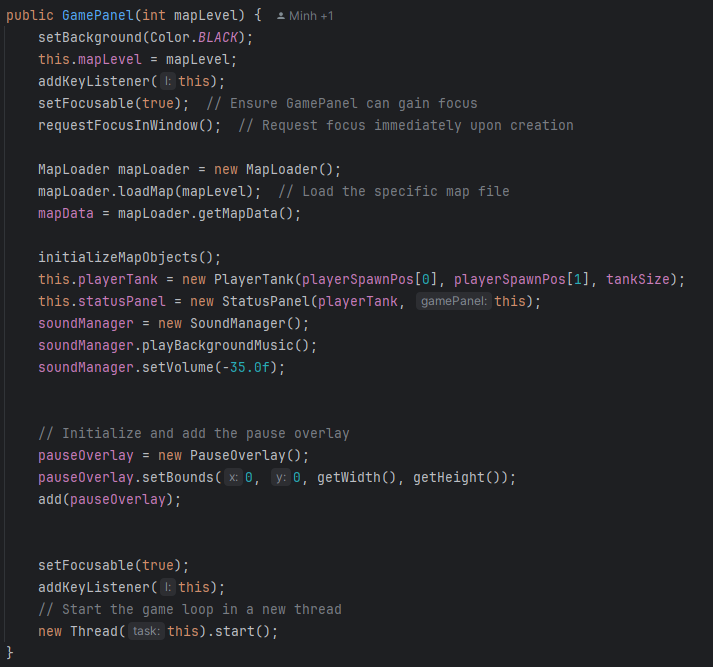 public GamePanel(int mapLevel) { Minh +1
setBackground(Color.BLACK);
this.mapLevel = mapLevel;
addKeyListener( l: this);
setFocusable(true);  // Ensure GamePanel can gain focus
requestFocusInWindow();  // Request focus immediately upon creation
MapLoader mapLoader = new MapLoader();
mapLoader.loadMap(mapLevel);  // Load the specific map file
mapData = mapLoader.getMapData();
initializeMapObjects();
this.playerTank = new PlayerTank(playerSpawnPos[0], playerSpawnPos[1], tankSize);
this.statusPanel = new StatusPanel(playerTank, gamePanel: this);
soundManager = new SoundManager();
soundManager.playBackgroundMusic();
soundManager.setVolume(-35.0f);
// Initialize and add the pause overlay
pauseOverlay = new PauseOverlay();
pauseOverlay.setBounds( x: 0, y: 0, getWidth(), getHeight());
add(pauseOverlay);
setFocusable(true);
addKeyListener( l: this);
// Start the game loop in a new thread
new Thread( task: this).start();
}